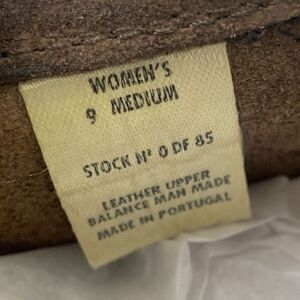 WOMEN'S
9 MEDIUM
STOCK Nº 0 DF 85
LEATHER UPPER
BALANCE MAN MADE
MADE IN PORTUGAL